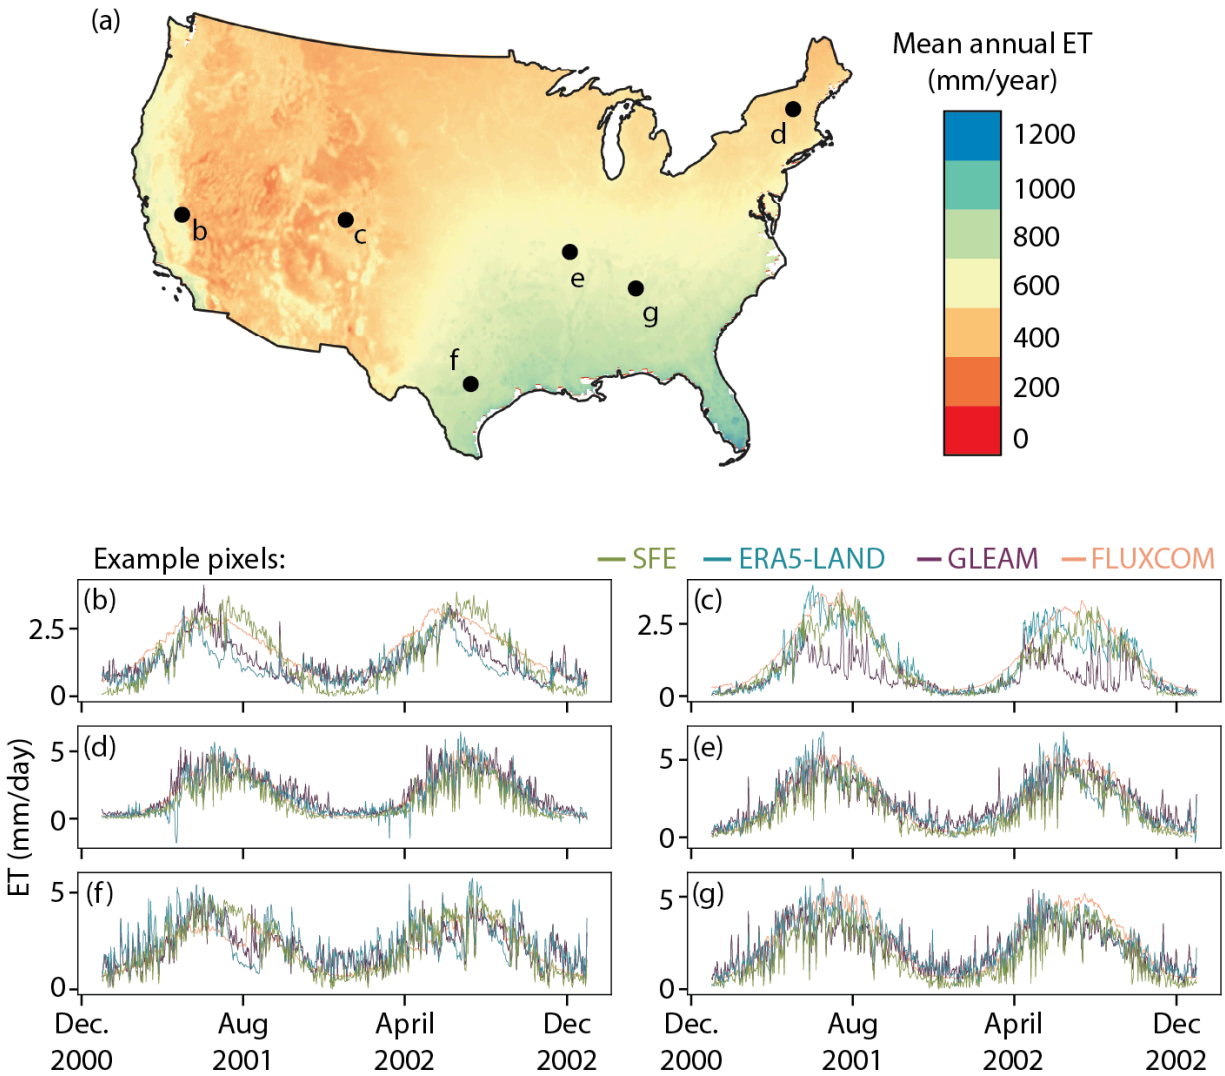 (a)
Mean annual ET
(mm/year)
1200
1000
800
600
400
200
0
b
c
d
e
f
g
Example pixels:
SFE ERA5-LAND GLEAM FLUXCOM
ET (mm/day)
(b)
2.5
0
(c)
2.5
0
(d)
5
0
(e)
5
0
(f)
5
0
(g)
5
0
Dec. Aug April Dec
2000 2001 2002 2002
Dec. Aug April Dec
2000 2001 2002 2002